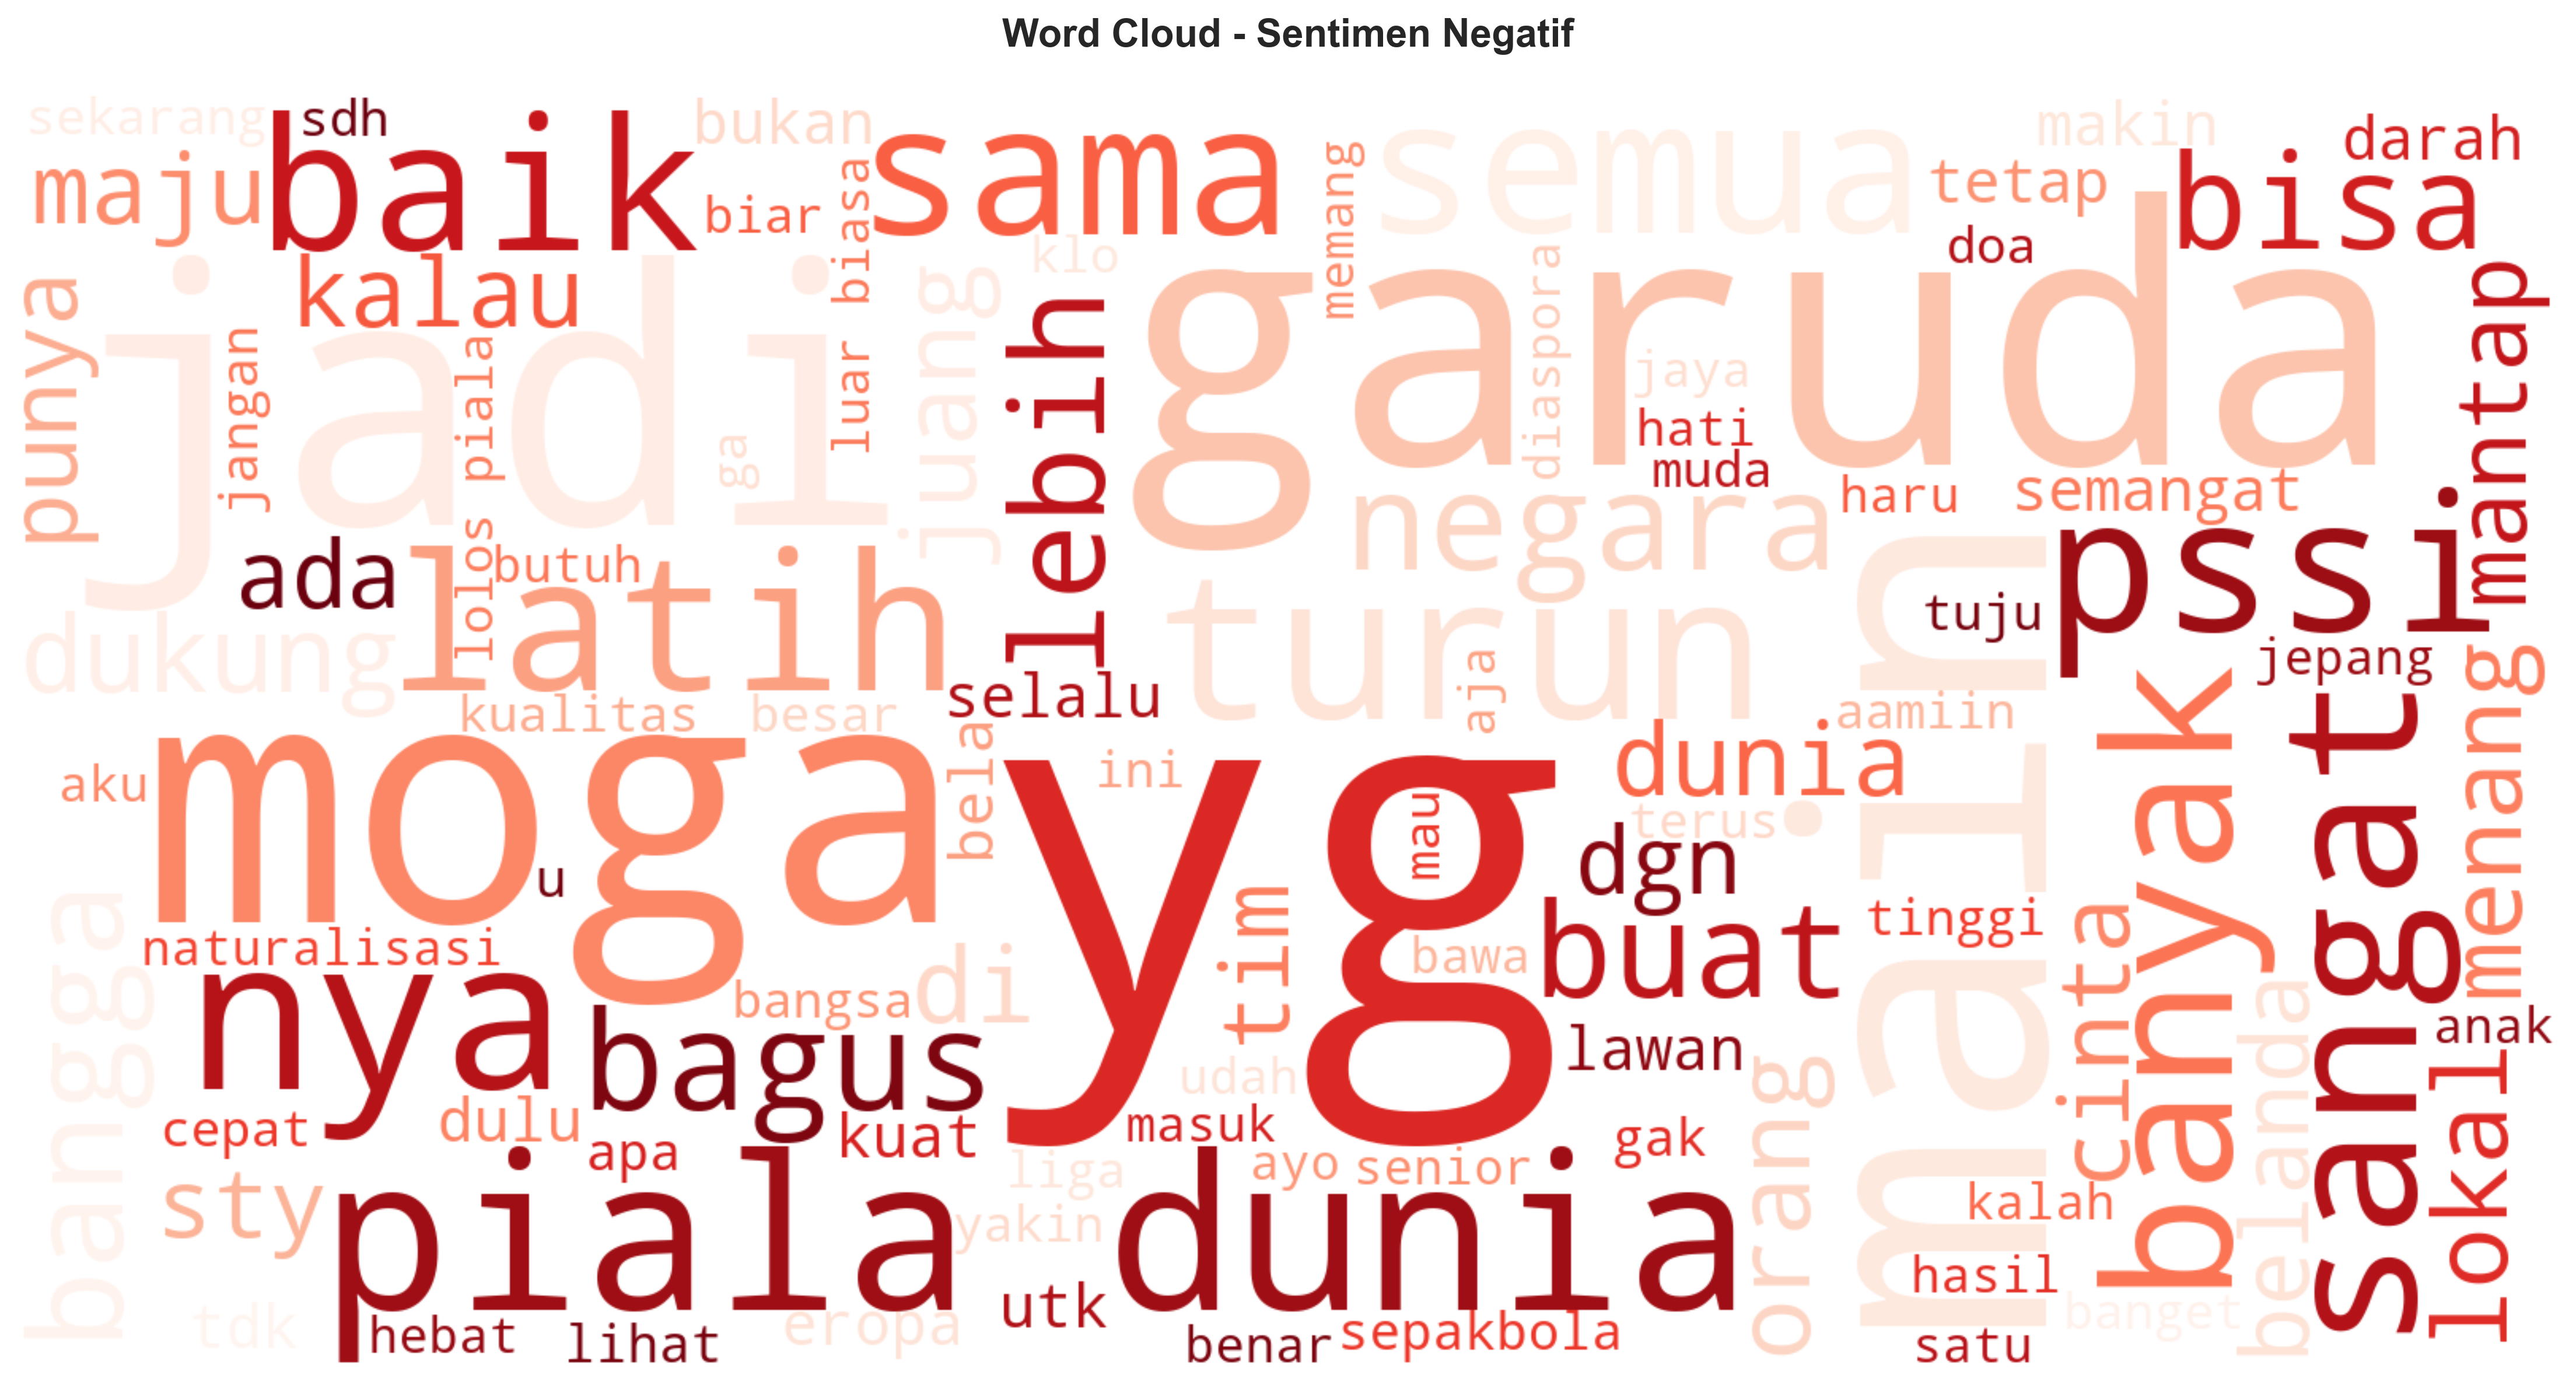 Word Cloud - Sentimen Negatif
sekarang
sdh
baik
bukan
sama
semua
makin
darah
maju
biar
luar biasa
memang
tetap
bisa
doa
kalau
klo
punya
jadi
jangan
lolos piala
ga
juang
lebih
garuda
diaspora
jaya
hati
muda
haru
semangat
mantap
negara
ada
butuh
latih
turun
main
tuju
pssi
jepang
dukung
kualitas
besar
selalu
aja
aamiin
banyak
sangat
menang
aku
moga
bela
ini
yg
mau
dunia
terus
u
dgn
naturalisasi
nya
bangsa
di
tim
bawa
buat
tinggi
cinta
belanda
bangga
bagus
udah
lawan
orang
anak
lokal
cepat
dulu
apa
kuat
masuk
gak
sty
piala dunia
liga
ayo
senior
yakin
kalah
hasil
tdk
hebat
lihat
eropa
utk
benar
sepakbola
satu
banget